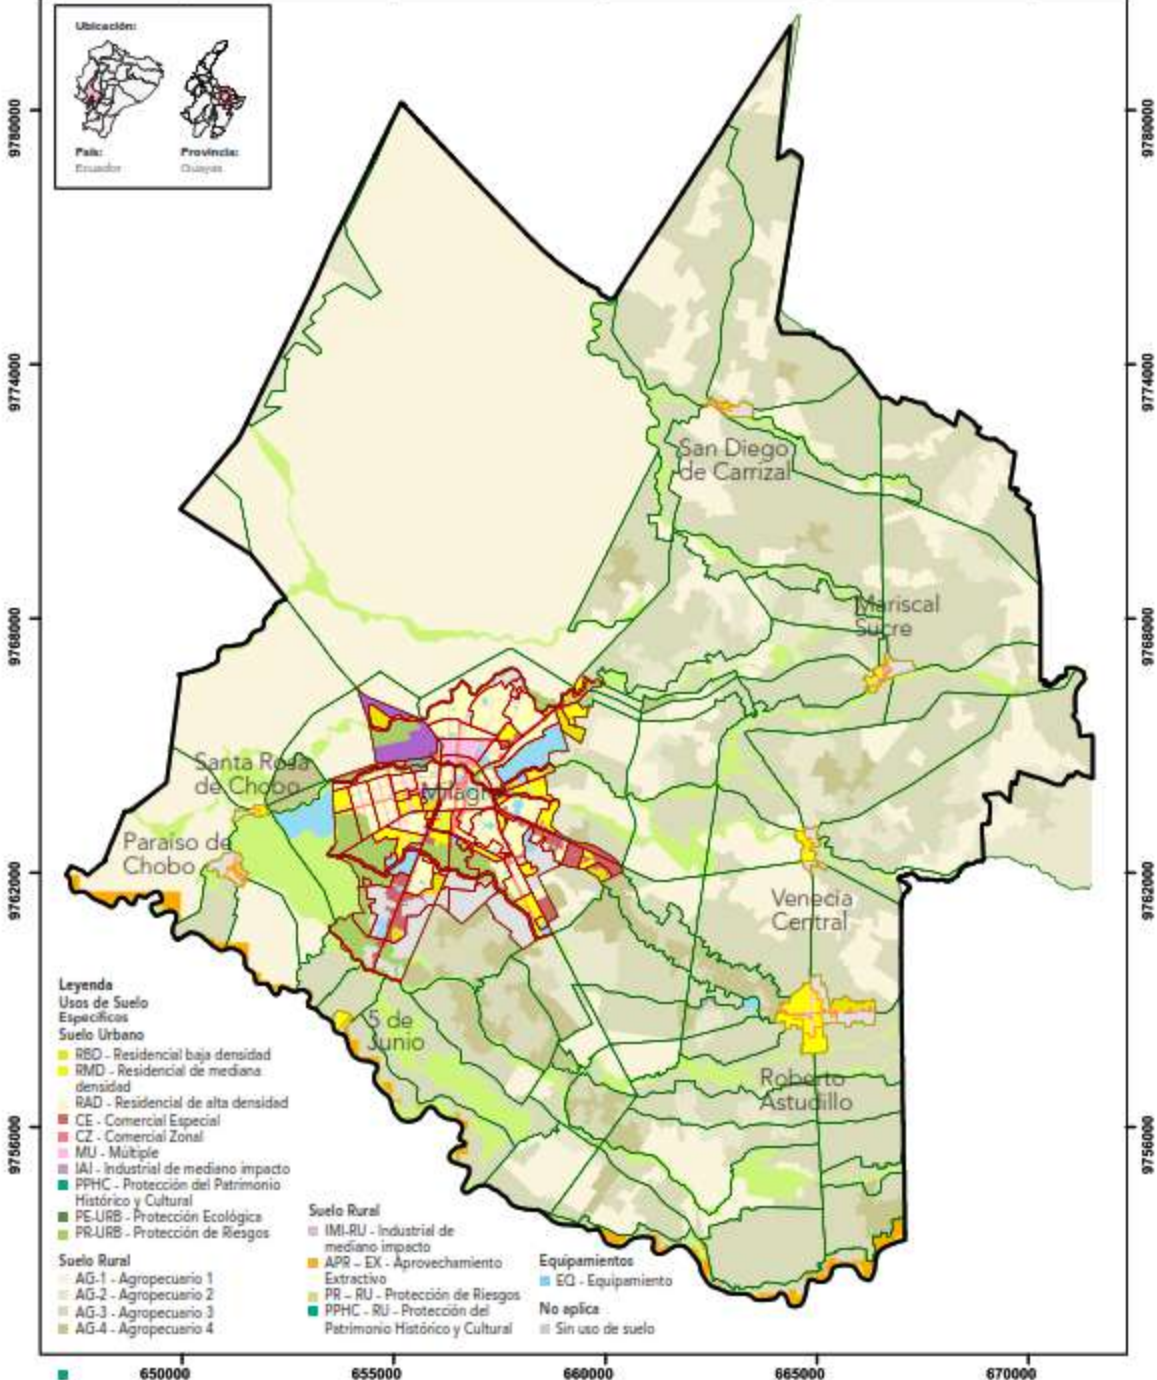 Ubicación:
País:
Ecuador
Provincia:
Guayas
9780000
9774000
9768000
9762000
9756000
9780000
9774000
9768000
9762000
9756000
San Diego
de Carrizal
Mariscal
Sucre
Santa Rosa
de Chobo
Milagro
Paraiso de
Chobo
Venecia
Central
5 de
Junio
Roberto
Astudillo
Leyenda
Usos de Suelo
Específicos
Suelo Urbano
RBD - Residencial baja densidad
RMD - Residencial de mediana
densidad
RAD - Residencial de alta densidad
CE - Comercial Especial
CZ - Comercial Zonal
MU - Múltiple
IAI - Industrial de mediano impacto
PPHC - Protección del Patrimonio
Histórico y Cultural
PE-URB - Protección Ecológica
PR-URB - Protección de Riesgos
Suelo Rural
AG-1 - Agropecuario 1
AG-2 - Agropecuario 2
AG-3 - Agropecuario 3
AG-4 - Agropecuario 4
Suelo Rural
IMI-RU - Industrial de
mediano impacto
APR – EX - Aprovechamiento
Extractivo
PR – RU - Protección de Riesgos
PPHC - RU - Protección del
Patrimonio Histórico y Cultural
Equipamientos
EQ - Equipamiento
No aplica
Sin uso de suelo
650000
655000
660000
665000
670000